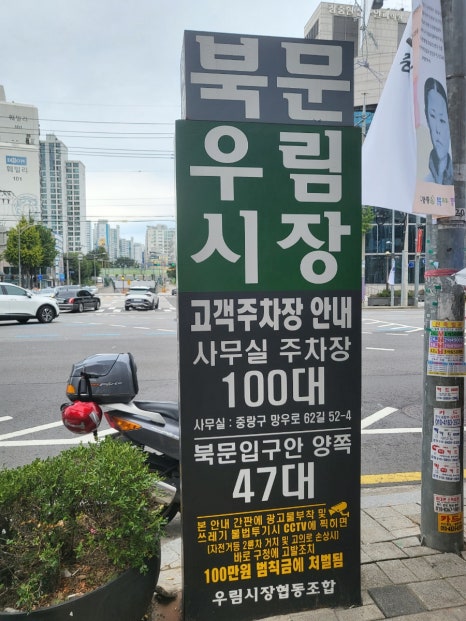 북문
우림
시장
고객주차장 안내
사무실 주차장
100대
사무실 : 중랑구 망우로 62길 52-4
북문입구안 양쪽
47대
본 안내 간판에 광고물부착 및
쓰레기 불법투기시 CCTV에 찍히면
(자전거등 2륜차 거치 및 고의로 손상시)
바로 구청에 고발조치
100만원 범칙금에 처벌됨
우림시장협동조합